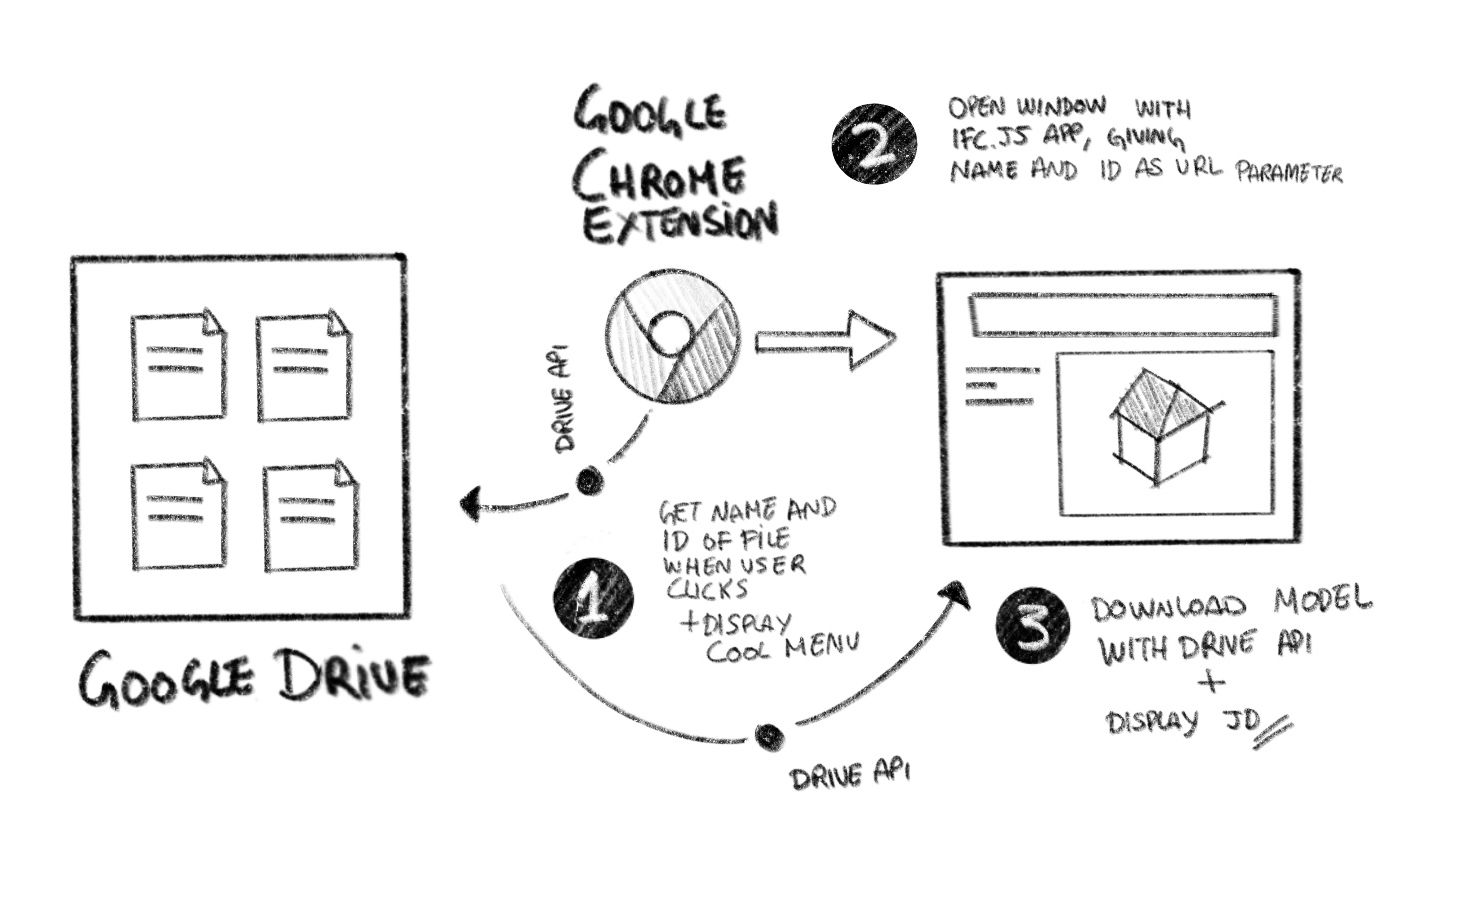 GOOGLE
CHROME
EXTENSION
2
OPEN WINDOW WITH
IFC.JS APP, GIVING
NAME AND ID AS URL PARAMETER
DRIVE API
1
GET NAME AND
ID OF FILE
WHEN USER
CLICKS
+ DISPLAY
COOL MENU
GOOGLE DRIVE
3
DOWNLOAD MODEL
WITH DRIVE API
+
DISPLAY JD
DRIVE API